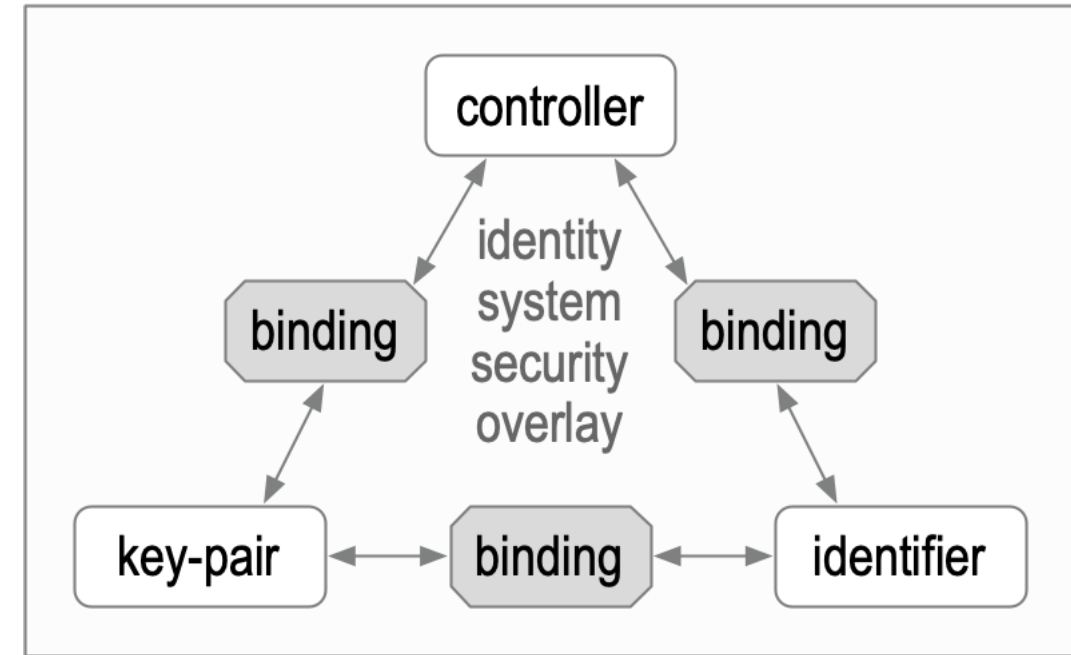 controller
identity
system
security
overlay
binding
binding
key-pair
binding
identifier